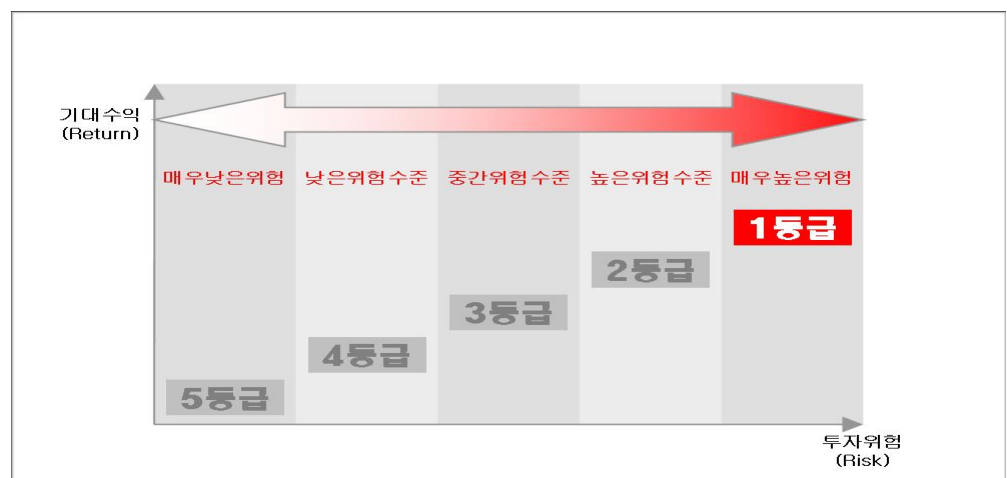 기대수익
(Return)
매우낮은위험 낮은위험수준 중간위험수준 높은위험수준 매우높은위험
1등급
2등급
3등급
4등급
5등급
투자위험
(Risk)